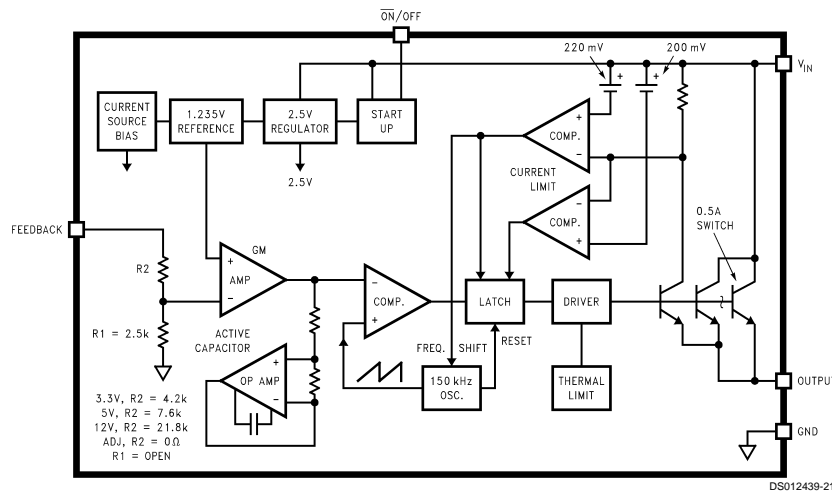 ON/OFF
220 mV
200 mV
+
+
VIN
CURRENT
SOURCE
BIAS
1.235V
REFERENCE
2.5V
REGULATOR
START
UP
+
COMP.
−
2.5V
CURRENT
LIMIT
−
COMP.
+
0.5A
SWITCH
FEEDBACK
R2
GM
+
AMP
−
−
COMP.
+
LATCH
DRIVER
R1 = 2.5k
ACTIVE
CAPACITOR
FREQ. SHIFT
RESET
+
OP AMP
−
150 kHz
OSC.
THERMAL
LIMIT
OUTPUT
3.3V, R2 = 4.2k
5V, R2 = 7.6k
12V, R2 = 21.8k
ADJ, R2 = 0Ω
R1 = OPEN
GND
DS012439-21